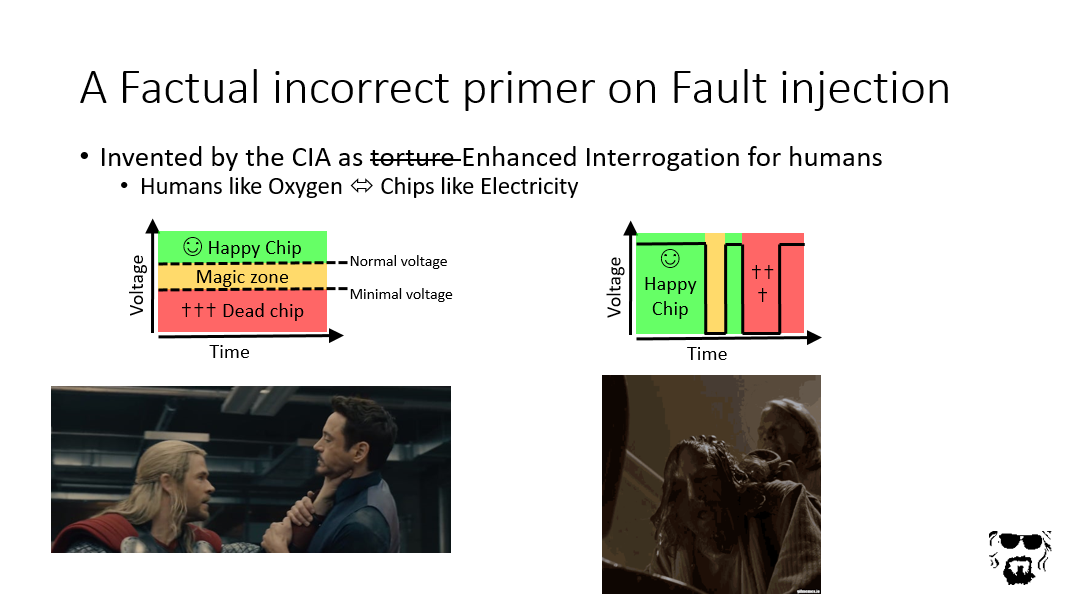 A Factual incorrect primer on Fault injection
• Invented by the CIA as torture Enhanced Interrogation for humans
• Humans like Oxygen ⇔ Chips like Electricity
Voltage
☺ Happy Chip
Normal voltage
Magic zone
Minimal voltage
††† Dead chip
Time
Voltage
☺
Happy
Chip
††
†
Time